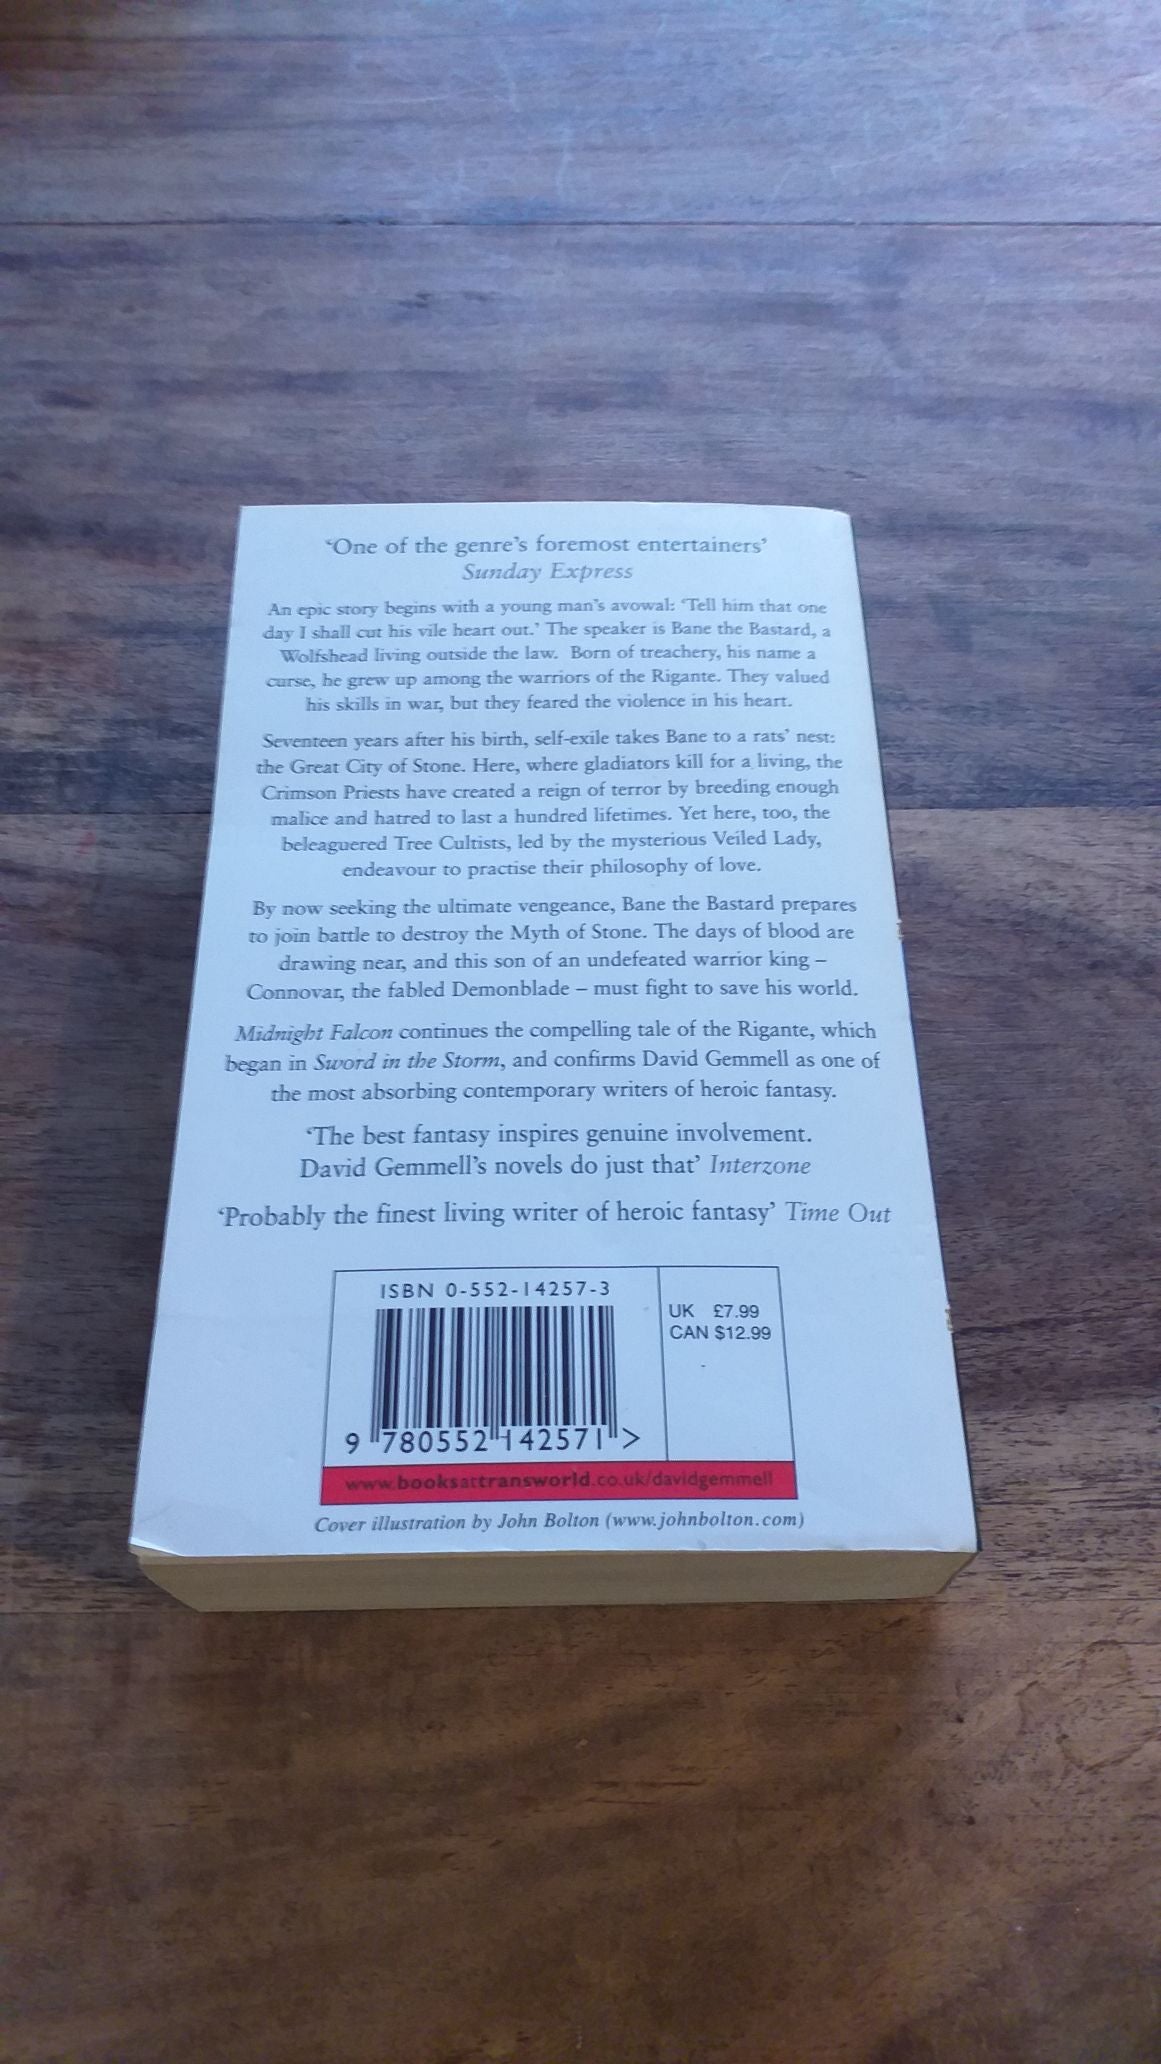 ‘One of the genre’s foremost entertainers’
Sunday Express
An epic story begins with a young man’s avowal: ‘Tell him that one
day I shall cut his vile heart out.’ The speaker is Bane the Bastard, a
Wolfshead living outside the law. Born of treachery, his name a
curse, he grew up among the warriors of the Rigante. They valued
his skills in war, but they feared the violence in his heart.
Seventeen years after his birth, self-exile takes Bane to a rats’ nest:
the Great City of Stone. Here, where gladiators kill for a living, the
Crimson Priests have created a reign of terror by breeding enough
malice and hatred to last a hundred lifetimes. Yet here, too, the
beleaguered Tree Cultists, led by the mysterious Veiled Lady,
endeavour to practise their philosophy of love.
By now seeking the ultimate vengeance, Bane the Bastard prepares
to join battle to destroy the Myth of Stone. The days of blood are
drawing near, and this son of an undefeated warrior king –
Connovar, the fabled Demonblade – must fight to save his world.
Midnight Falcon continues the compelling tale of the Rigante, which
began in Sword in the Storm, and confirms David Gemmell as one of
the most absorbing contemporary writers of heroic fantasy.
‘The best fantasy inspires genuine involvement.
David Gemmell’s novels do just that’ Interzone
‘Probably the finest living writer of heroic fantasy’ Time Out
ISBN 0-552-14257-3
UK £7.99
CAN $12.99
9 780552 142571 >
www.booksattransworld.co.uk/davidgemmell
Cover illustration by John Bolton (www.johnbolton.com)